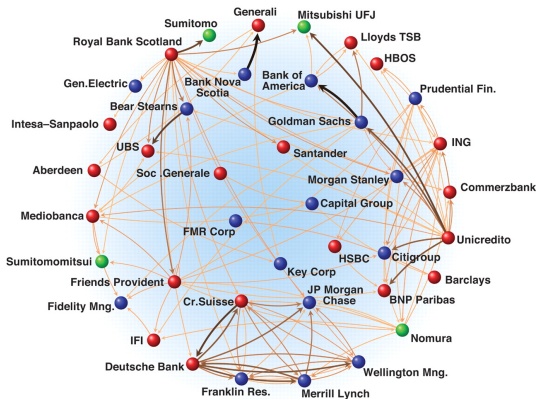 Generali
Sumitomo
Mitsubishi UFJ
Royal Bank Scotland
Lloyds TSB
HBOS
Gen.Electric
Bank Nova
Scotia
Bank of
America
Prudential Fin.
Bear Stearns
Goldman Sachs
Intesa–Sanpaolo
UBS
Santander
ING
Aberdeen
Soc .Generale
Morgan Stanley
Commerzbank
Mediobanca
Capital Group
FMR Corp
Unicredito
Sumitomomitsui
HSBC
Citigroup
Key Corp
Friends Provident
Barclays
Cr.Suisse
JP Morgan
Chase
BNP Paribas
Fidelity Mng.
IFI
Nomura
Deutsche Bank
Wellington Mng.
Franklin Res.
Merrill Lynch